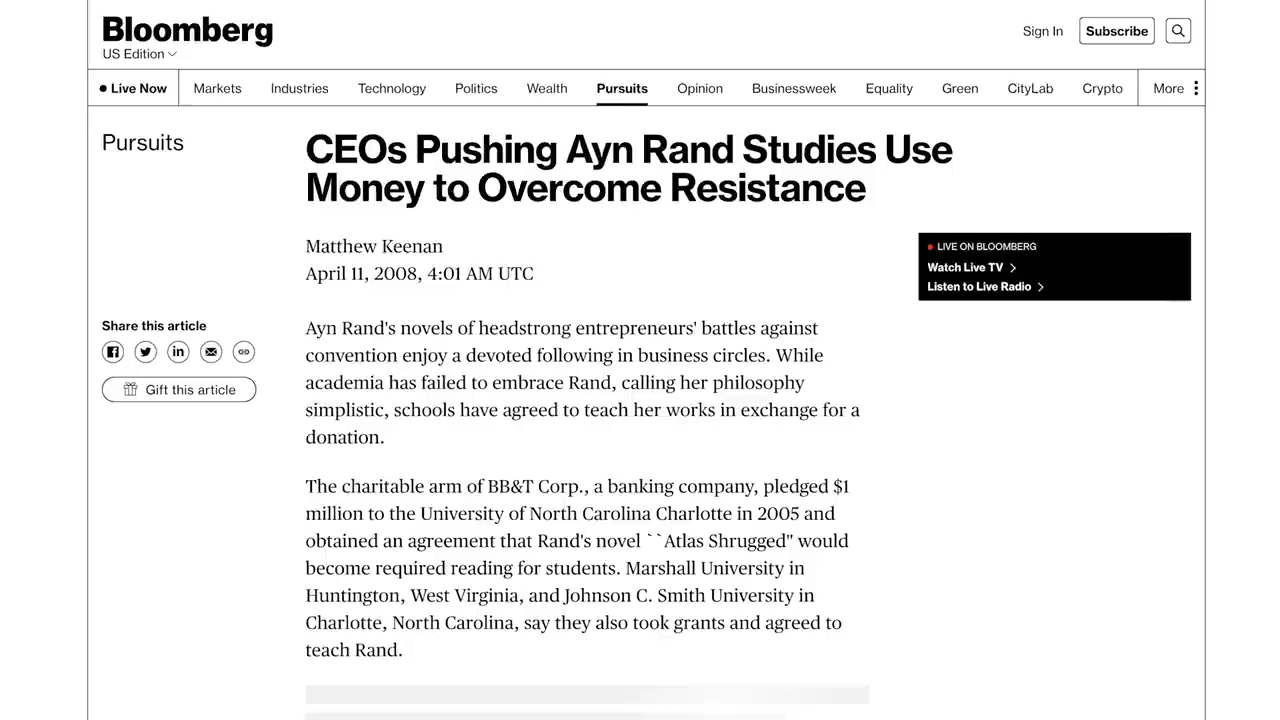 Bloomberg
US Edition
Sign In
Subscribe
Live Now
Markets
Industries
Technology
Politics
Wealth
Pursuits
Opinion
Businessweek
Equality
Green
CityLab
Crypto
More
Pursuits
CEOs Pushing Ayn Rand Studies Use
Money to Overcome Resistance
Matthew Keenan
April 11, 2008, 4:01 AM UTC
LIVE ON BLOOMBERG
Watch Live TV
Listen to Live Radio
Share this article
in
Gift this article
Ayn Rand's novels of headstrong entrepreneurs' battles against
convention enjoy a devoted following in business circles. While
academia has failed to embrace Rand, calling her philosophy
simplistic, schools have agreed to teach her works in exchange for a
donation.
The charitable arm of BB&T Corp., a banking company, pledged $1
million to the University of North Carolina Charlotte in 2005 and
obtained an agreement that Rand's novel ``Atlas Shrugged'' would
become required reading for students. Marshall University in
Huntington, West Virginia, and Johnson C. Smith University in
Charlotte, North Carolina, say they also took grants and agreed to
teach Rand.